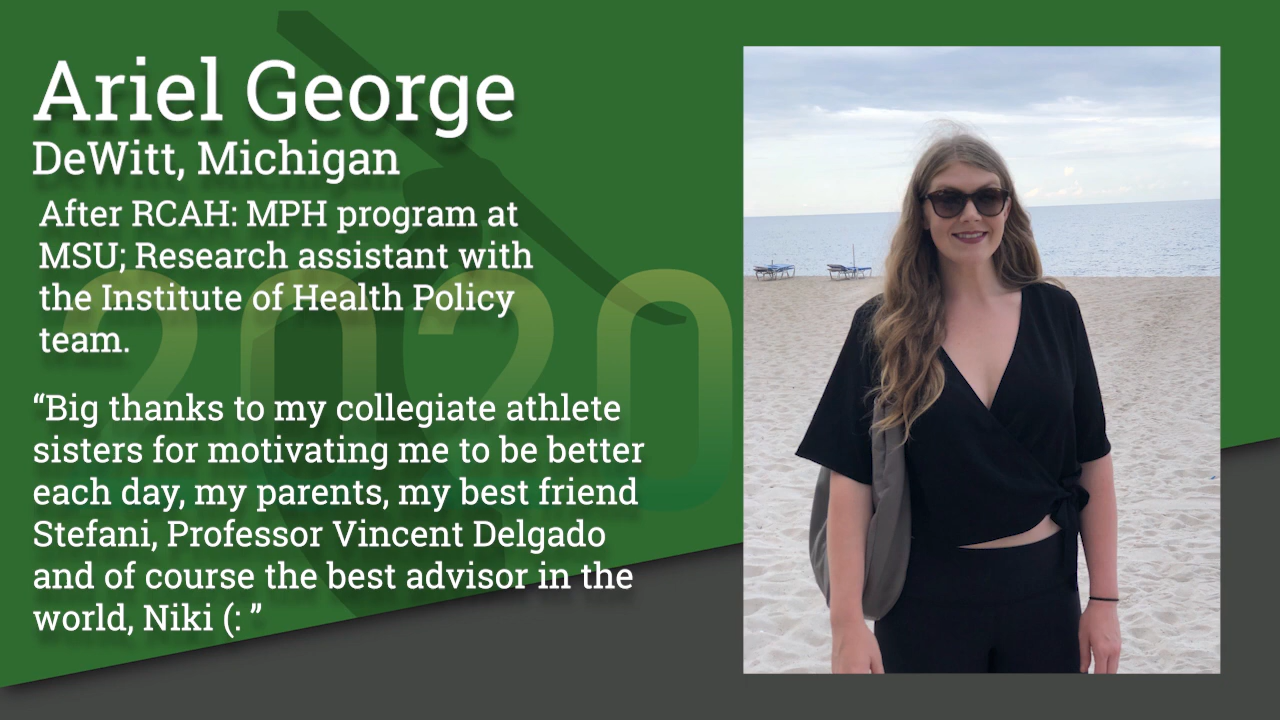 Ariel George
DeWitt, Michigan
After RCAH: MPH program at
MSU; Research assistant with
the Institute of Health Policy
team.
2020
“Big thanks to my collegiate athlete
sisters for motivating me to be better
each day, my parents, my best friend
Stefani, Professor Vincent Delgado
and of course the best advisor in the
world, Niki (: ”